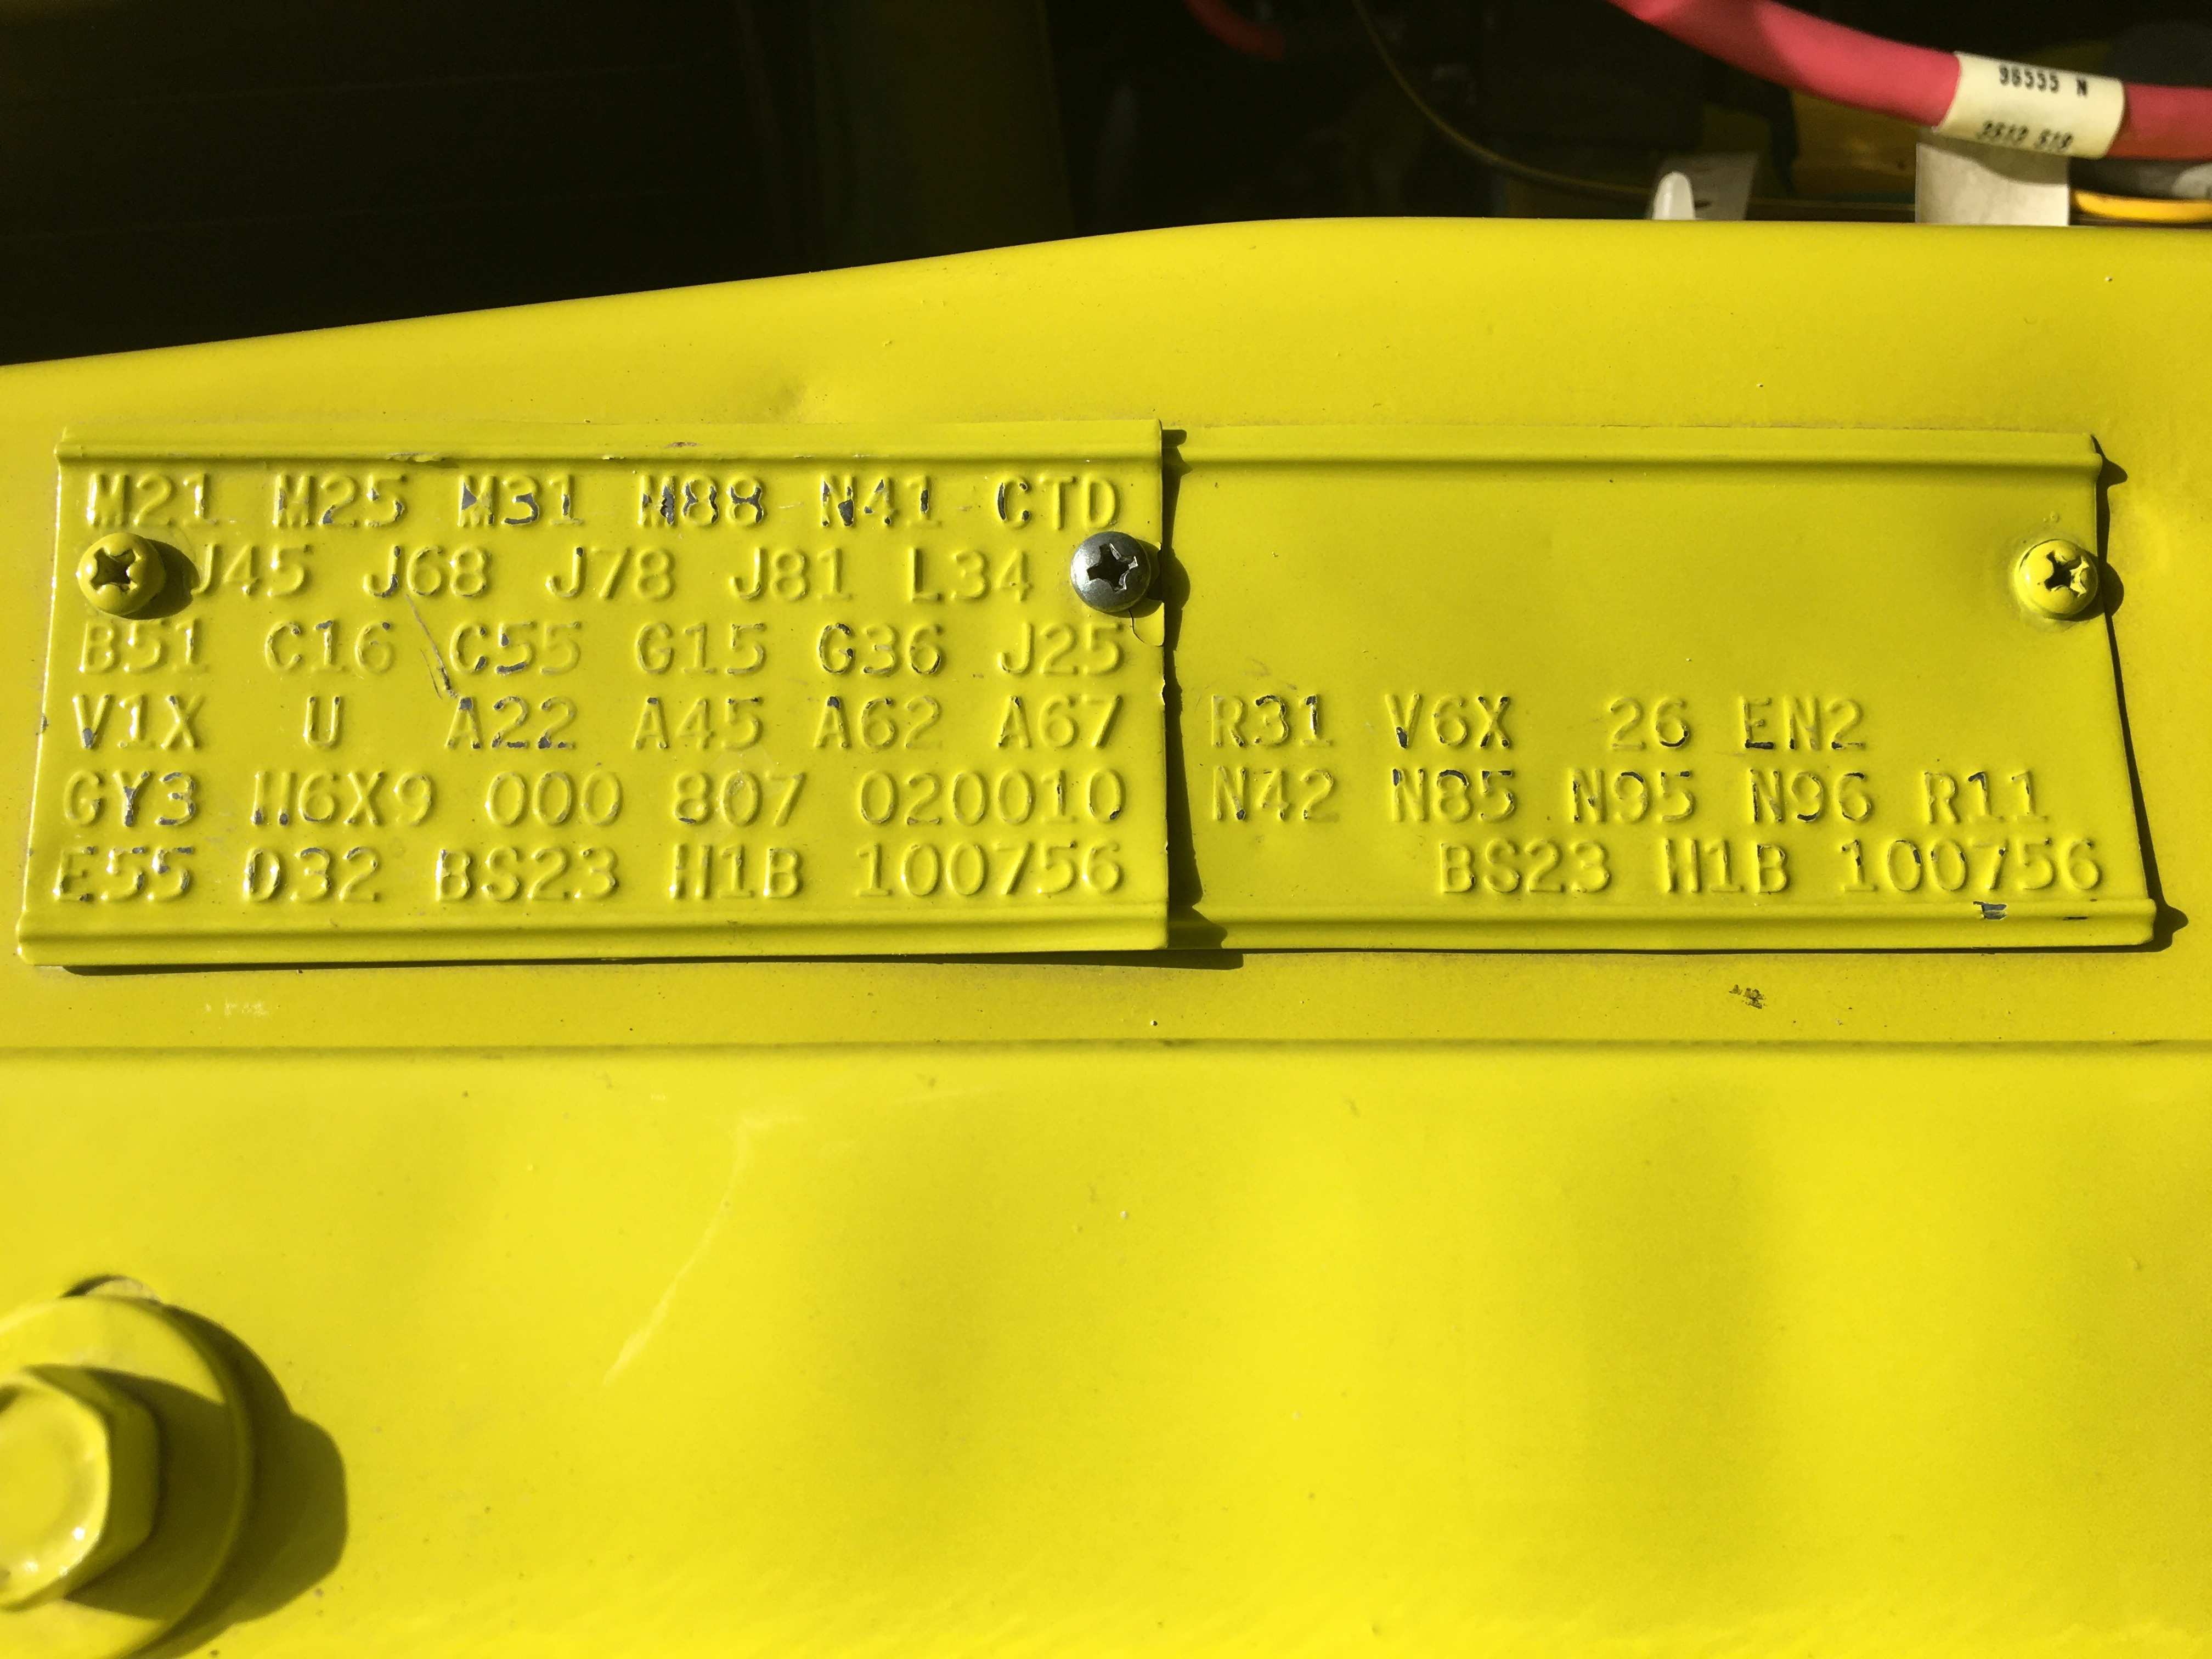 98555 N
M21 M25 M31 M88 N41 CTD
J45 J68 J78 J81 L34
B51 C16 C55 G15 G36 J25
V1X U A22 A45 A62 A67
GY3 H6X9 000 807 020010
E55 D32 BS23 H1B 100756
R31 V6X 26 EN2
N42 N85 N95 N96 R11
BS23 H1B 100756